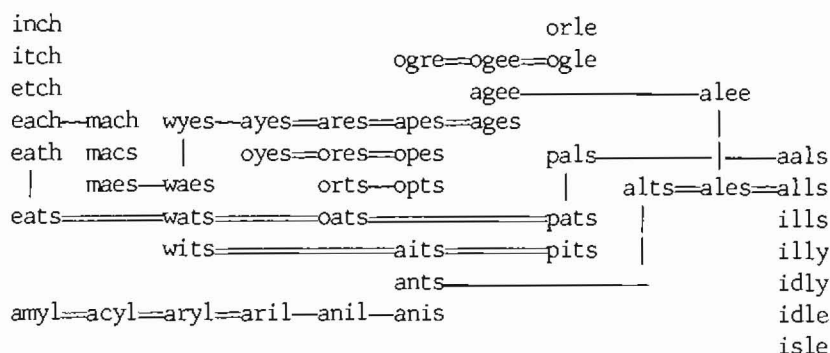 inch orle
itch ogre ogee ogle
etch agee alee
each mach wyes ayes ares apes ages
eath macs oyes ores opes pals aals
maes waes orts opts alts ales alls
eats wats oats pats ills
wits aits pits illy
ants idly
amyl acyl aryl aril anil anis idle
isle